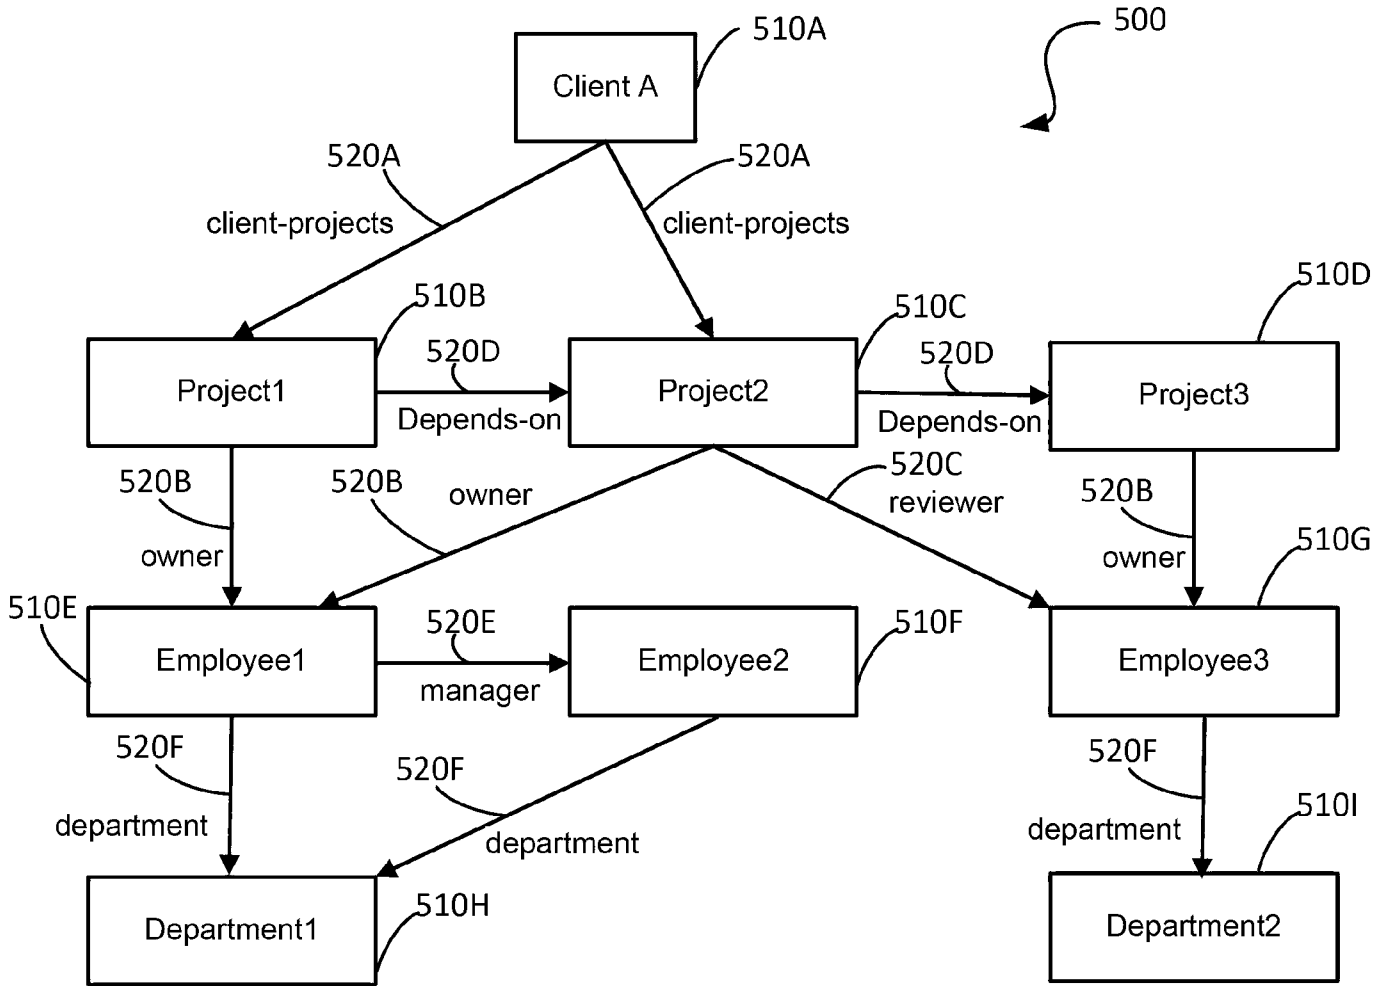 510A
500
Client A
520A
520A
client-projects
client-projects
510D
510B
510C
520D
520D
Project1
Project2
Project3
Depends-on
Depends-on
520C
520B
520B
owner
reviewer
520B
owner
owner
510G
510E
520E
510F
Employee1
Employee2
Employee3
manager
520F
520F
520F
510I
department
department
department
510H
Department1
Department2